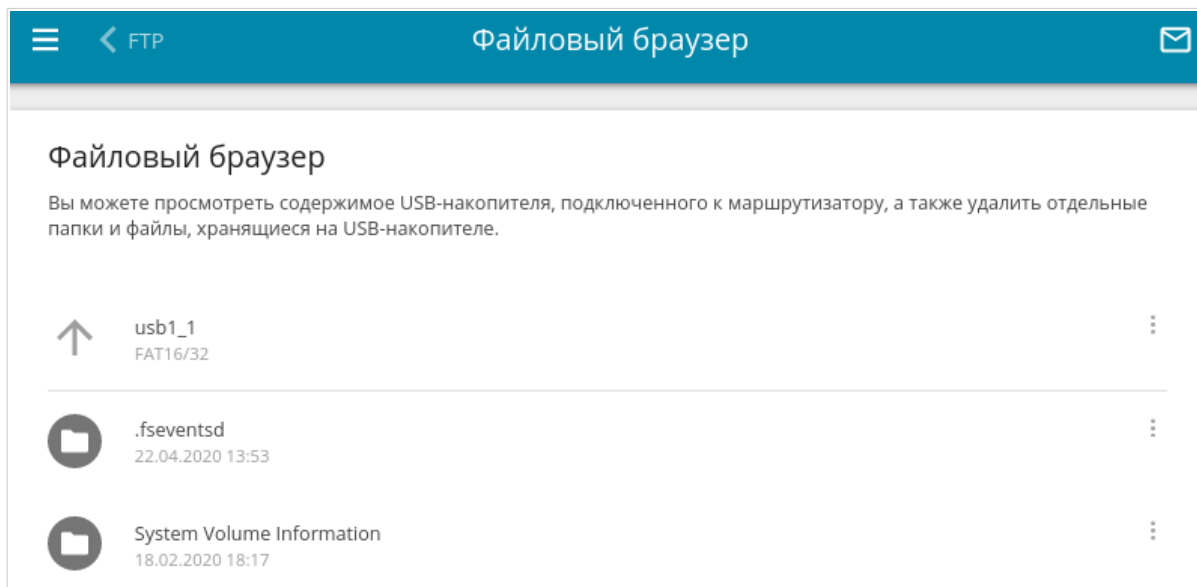 FTP
Файловый браузер
Файловый браузер
Вы можете просмотреть содержимое USB-накопителя, подключенного к маршрутизатору, а также удалить отдельные
папки и файлы, хранящиеся на USB-накопителе.
usb1_1
FAT16/32
.fseventsd
22.04.2020 13:53
System Volume Information
18.02.2020 18:17